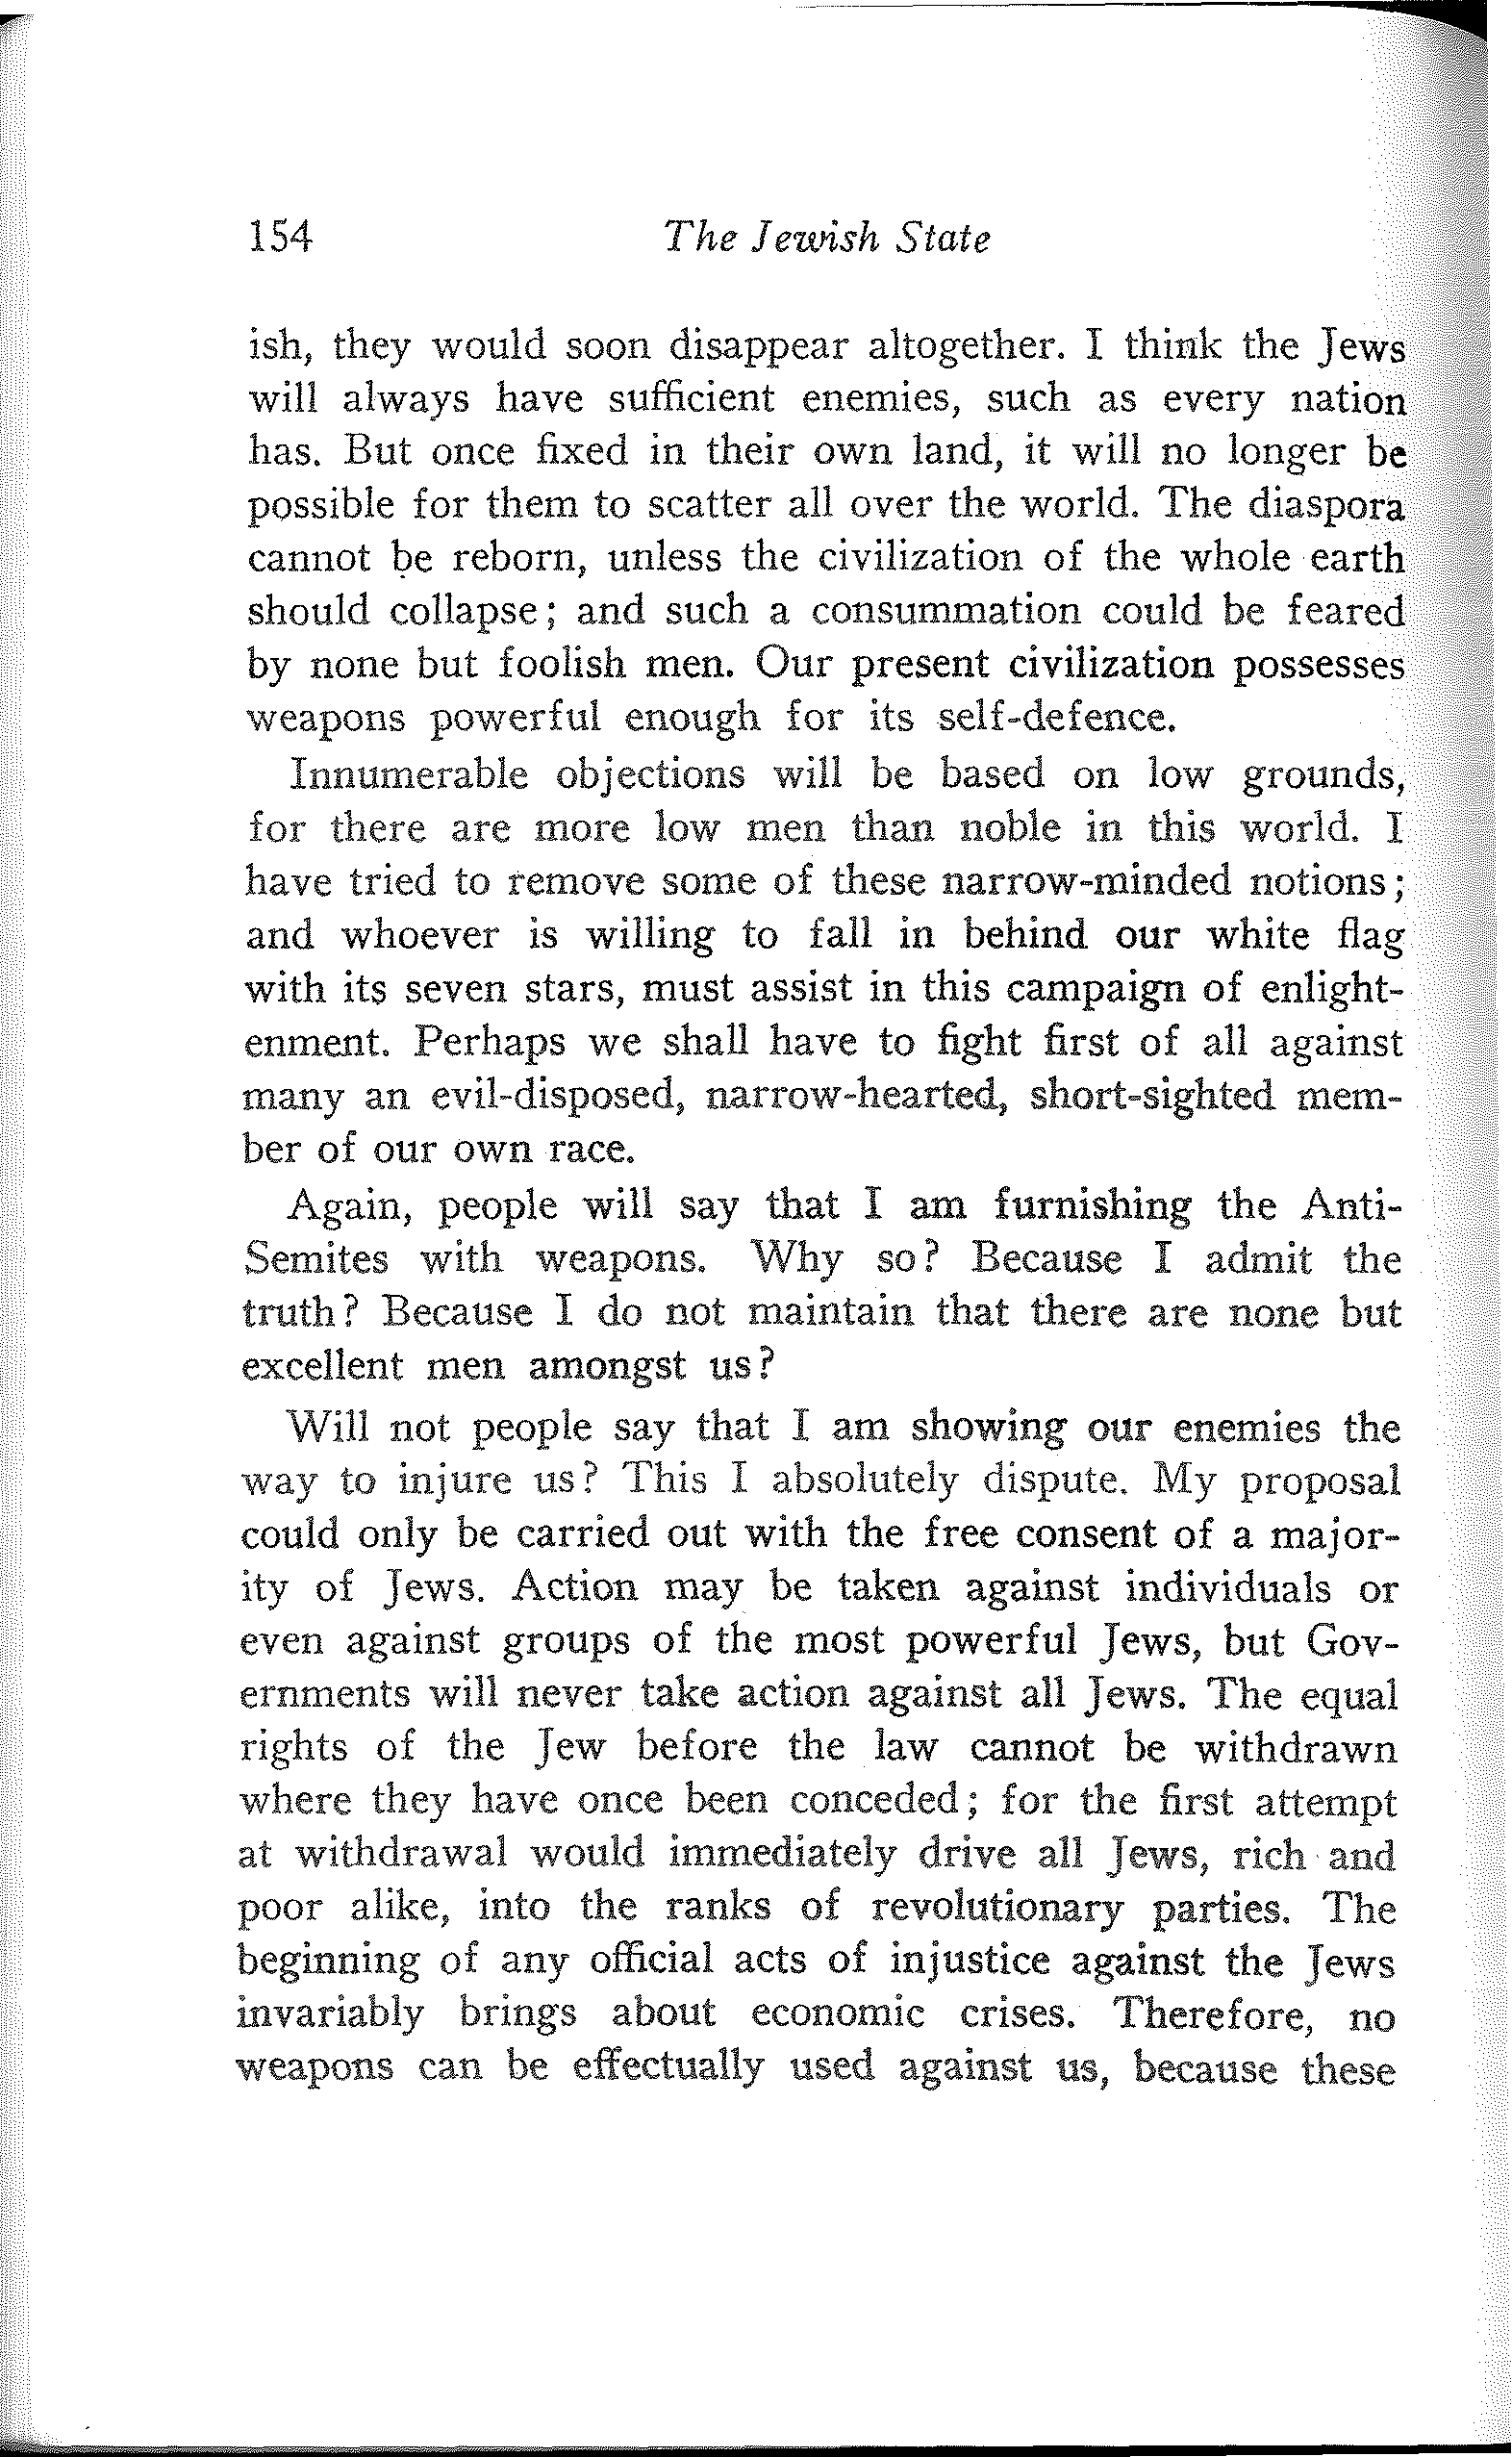 154 The Jewish State
ish, they would soon disappear altogether. I think the Jews
will always have sufficient enemies, such as every nation
has. But once fixed in their own land, it will no longer be
possible for them to scatter all over the world. The diaspora
cannot be reborn, unless the civilization of the whole earth
should collapse; and such a consummation could be feared
by none but foolish men. Our present civilization possesses
weapons powerful enough for its self-defence.
Innumerable objections will be based on low grounds,
for there are more low men than noble in this world. I
have tried to remove some of these narrow-minded notions;
and whoever is willing to fall in behind our white flag
with its seven stars, must assist in this campaign of enlight-
enment. Perhaps we shall have to fight first of all against
many an evil-disposed, narrow-hearted, short-sighted mem-
ber of our own race.
Again, people will say that I am furnishing the Anti-
Semites with weapons. Why so? Because I admit the
truth? Because I do not maintain that there are none but
excellent men amongst us?
Will not people say that I am showing our enemies the
way to injure us? This I absolutely dispute. My proposal
could only be carried out with the free consent of a major-
ity of Jews. Action may be taken against individuals or
even against groups of the most powerful Jews, but Gov-
ernments will never take action against all Jews. The equal
rights of the Jew before the law cannot be withdrawn
where they have once been conceded; for the first attempt
at withdrawal would immediately drive all Jews, rich and
poor alike, into the ranks of revolutionary parties. The
beginning of any official acts of injustice against the Jews
invariably brings about economic crises. Therefore, no
weapons can be effectually used against us, because these